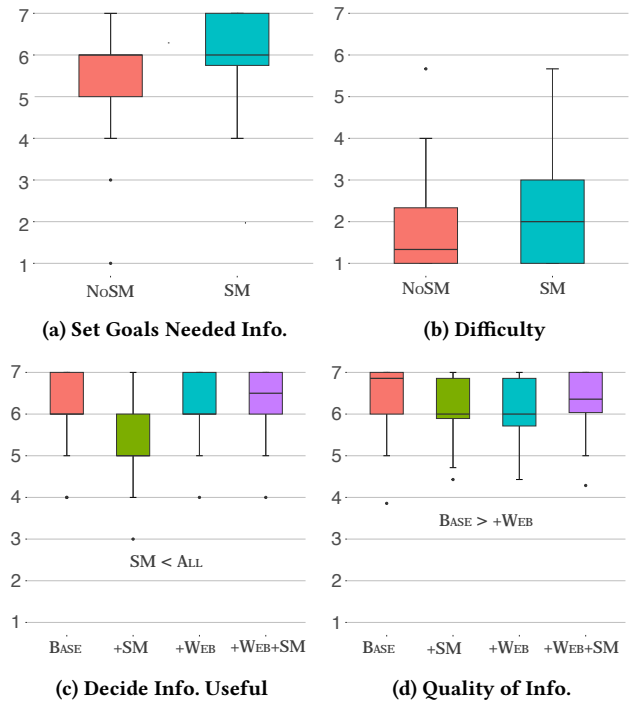 7
6
5
4
3
2
1
NoSM SM
(a) Set Goals Needed Info.
7
6
5
4
3
2
1
NoSM SM
(b) Difficulty
7
6
5
4
3
2
1
SM < All
Base +SM +Web +Web+SM
(c) Decide Info. Useful
7
6
5
4
3
2
1
Base > +Web
Base +SM +Web +Web+SM
(d) Quality of Info.